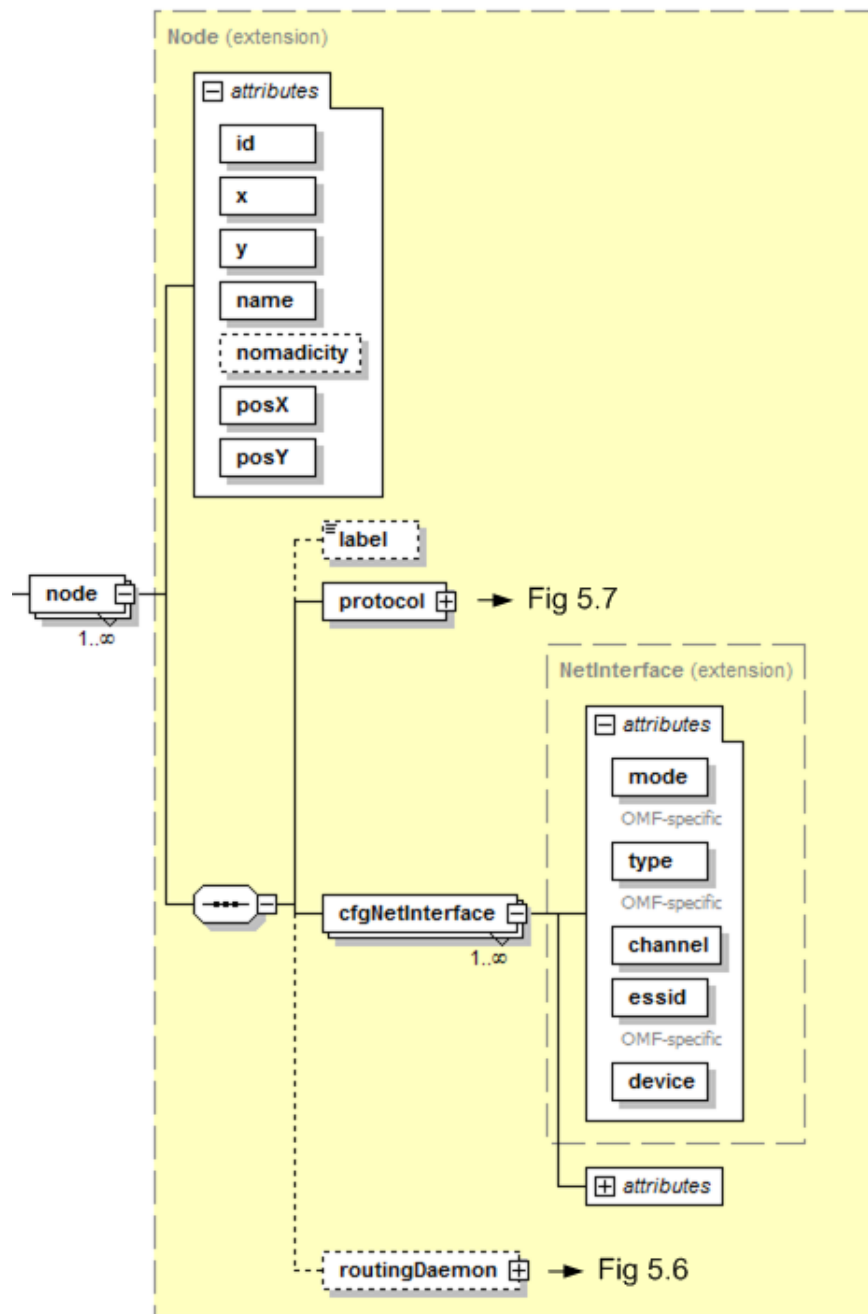 Node (extension)
attributes
id
x
y
name
nomadicity
posX
posY
label
node
1..∞
protocol
Fig 5.7
NetInterface (extension)
attributes
mode
OMF-specific
type
OMF-specific
cfgNetInterface
1..∞
channel
essid
OMF-specific
device
attributes
routingDaemon
Fig 5.6